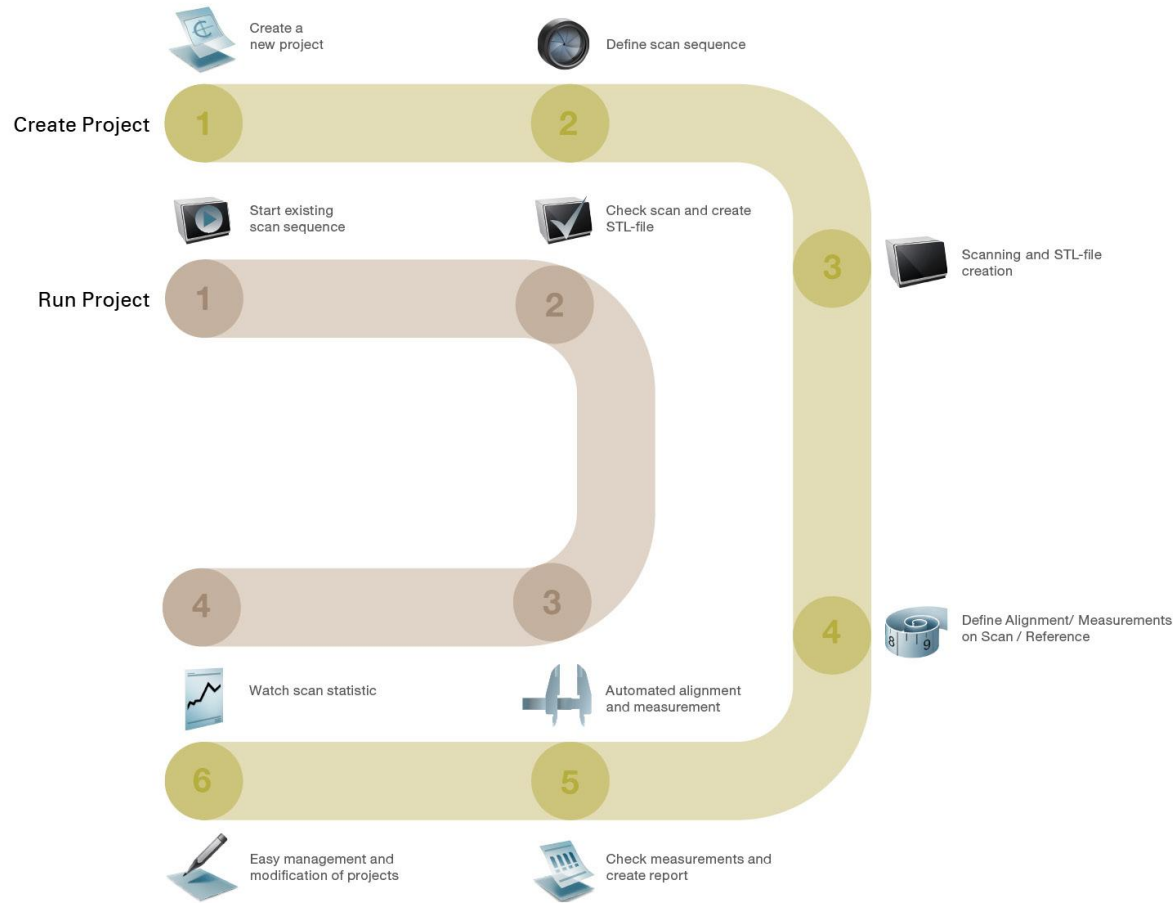 Create a
new project
Define scan sequence
Create Project
1
2
Start existing
scan sequence
Check scan and create
STL-file
3
Scanning and STL-file
creation
Run Project
1
2
4
3
4
8 9
Define Alignment/ Measurements
on Scan / Reference
Watch scan statistic
Automated alignment
and measurement
6
5
Easy management and
modification of projects
Check measurements and
create report